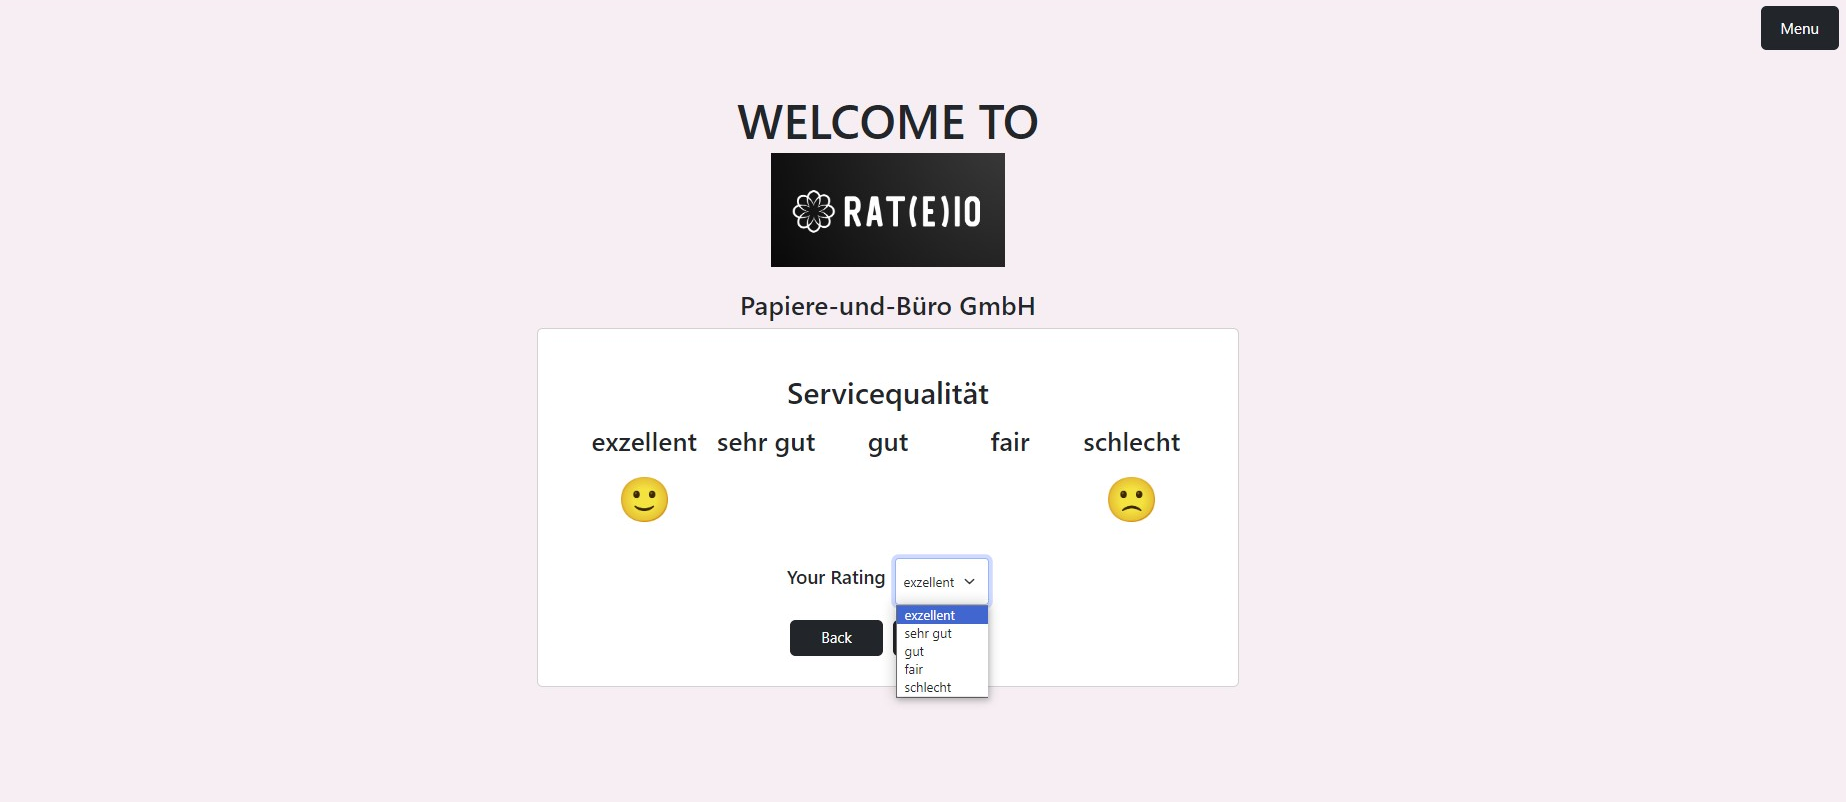 Menu
WELCOME TO
RAT(E)IO
Papiere-und-Büro GmbH
Servicequalität
exzellent sehr gut gut fair schlecht
Your Rating exzellent
exzellent
sehr gut
gut
fair
schlecht
Back